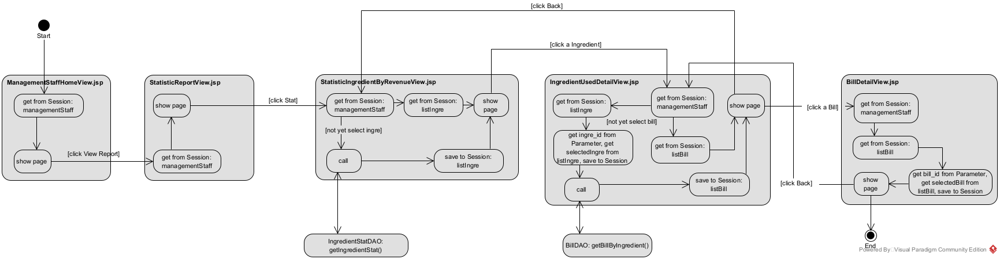 [click Back]
Start
[click a Ingredient]
ManagementStaffHomeView.jsp
get from Session:
managementStaff
show page
[click View Report]
StatisticReportView.jsp
show page
get from Session:
managementStaff
[click Stat]
StatisticIngredientByRevenueView.jsp
get from Session:
managementStaff
get from Session:
listIngre
show
page
[not yet select ingre]
call
save to Session:
listIngre
IngredientStatDAO:
getIngredientStat()
IngredientUsedDetailView.jsp
get from Session:
listIngre
get from Session:
managementStaff
show page
[not yet select bill]
get ingre_id from
Parameter, get
selectedIngre from
listIngre, save to Session
get from Session:
listBill
call
save to Session:
listBill
BillDAO: getBillByIngredient()
[click a Bill]
[click Back]
BillDetailView.jsp
get from Session:
managementStaff
get from Session:
listBill
get bill_id from Parameter,
get selectedBill from
listBill, save to Session
show
page
End
Powered By Visual Paradigm Community Edition